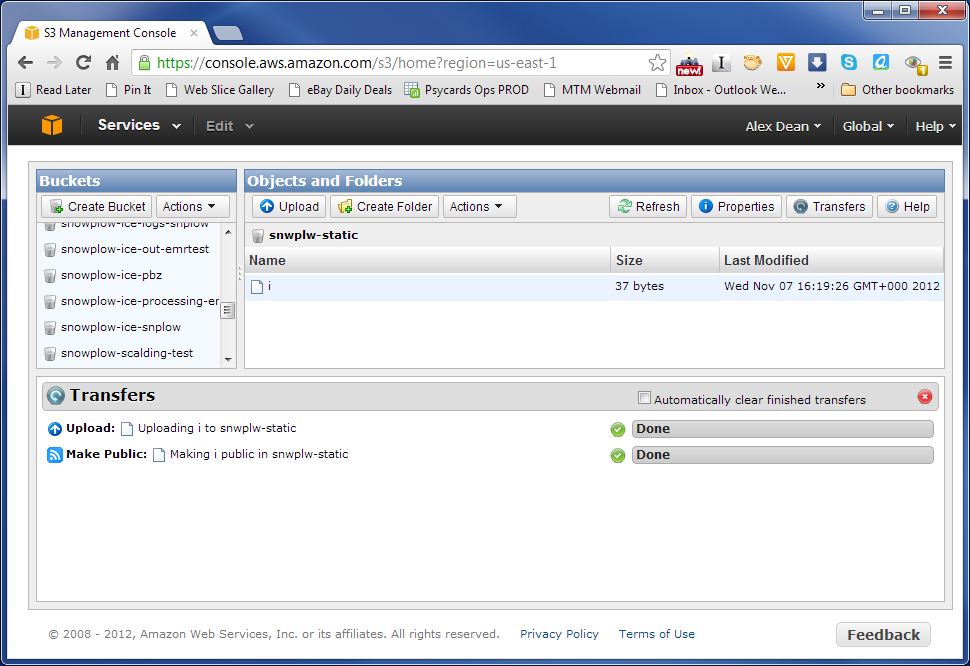 S3 Management Console
https://console.aws.amazon.com/s3/home?region=us-east-1
new!
Read Later Pin It Web Slice Gallery eBay Daily Deals Psycards Ops PROD MTM Webmail Inbox - Outlook We... » Other bookmarks
Services Edit Alex Dean Global Help
Buckets
Create Bucket Actions
snowplow-ice-logs-snplow
snowplow-ice-out-emrtest
snowplow-ice-pbz
snowplow-ice-processing-er
snowplow-ice-snplow
snowplow-scalding-test
Objects and Folders
Upload Create Folder Actions Refresh Properties Transfers Help
snwplw-static
Name Size Last Modified
i 37 bytes Wed Nov 07 16:19:26 GMT+000 2012
Transfers Automatically clear finished transfers
Upload: Uploading i to snwplw-static Done
Make Public: Making i public in snwplw-static Done
© 2008 - 2012, Amazon Web Services, Inc. or its affiliates. All rights reserved. Privacy Policy Terms of Use Feedback